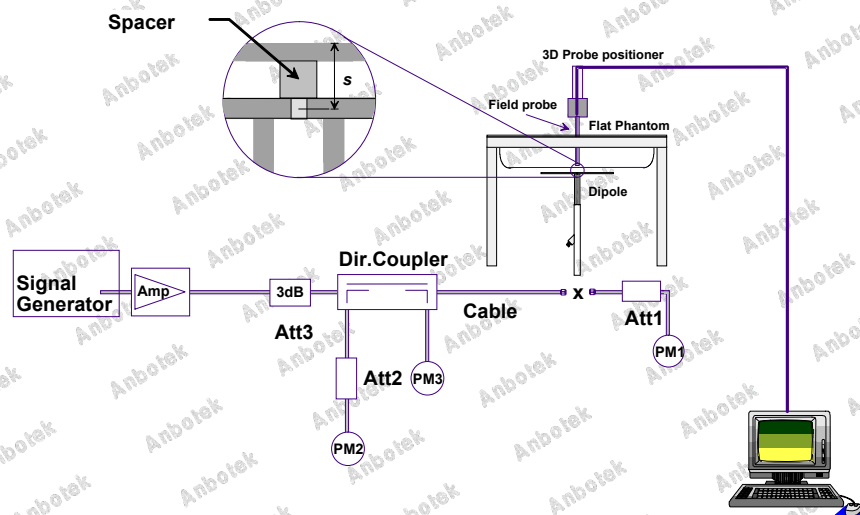 Spacer
s
3D Probe positioner
Field probe
Flat Phantom
Dipole
Signal
Generator
Amp
3dB
Att3
Dir.Coupler
Cable
x
Att1
PM1
Att2
PM3
PM2
Anbotek